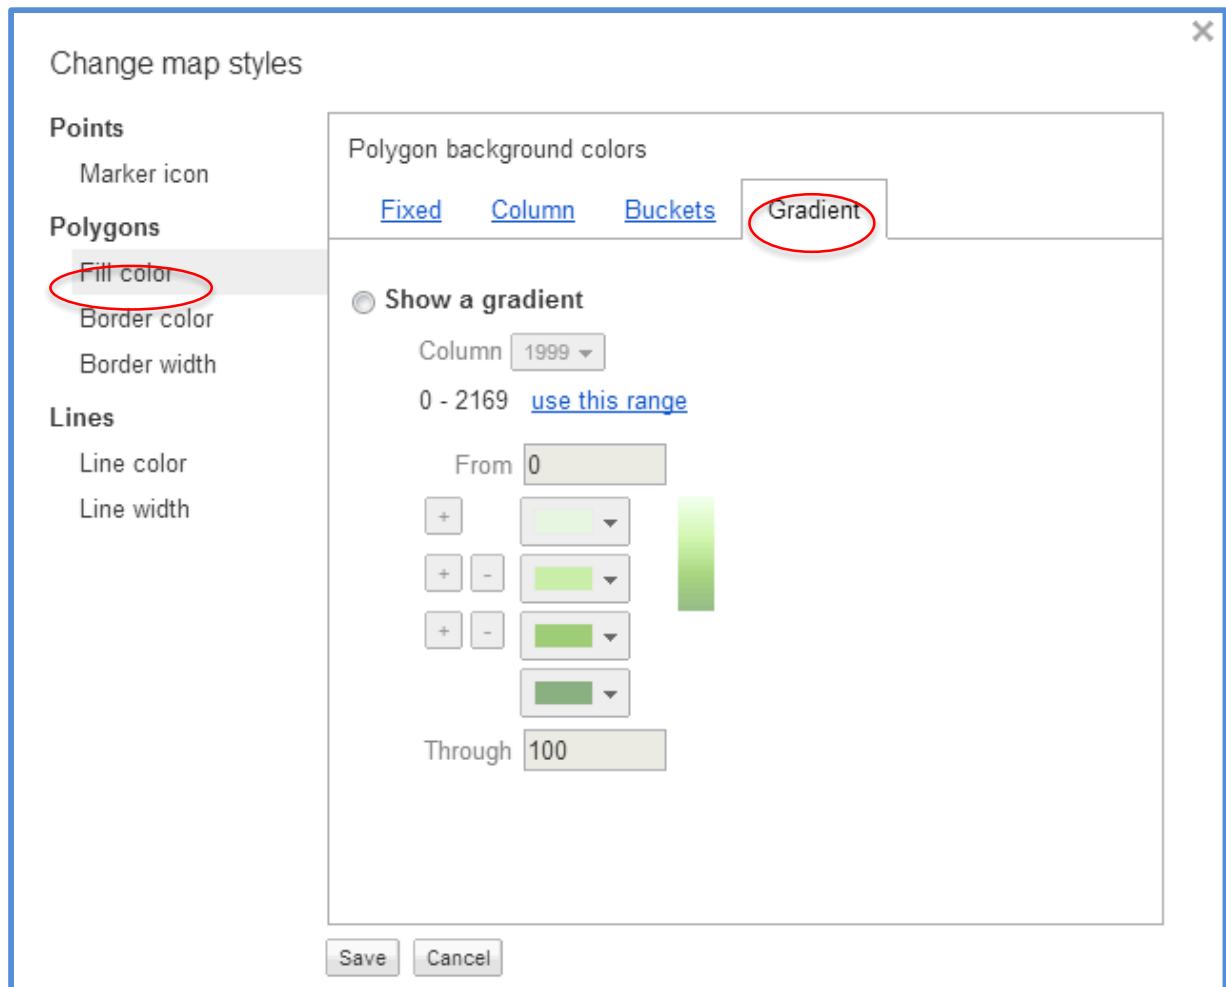 Change map styles
Points
Marker icon
Polygons
Fill color
Border color
Border width
Lines
Line color
Line width
Polygon background colors
Fixed Column Buckets Gradient
Show a gradient
Column 1999
0 - 2169 use this range
From 0
+
+ -
+ -
Through 100
Save Cancel